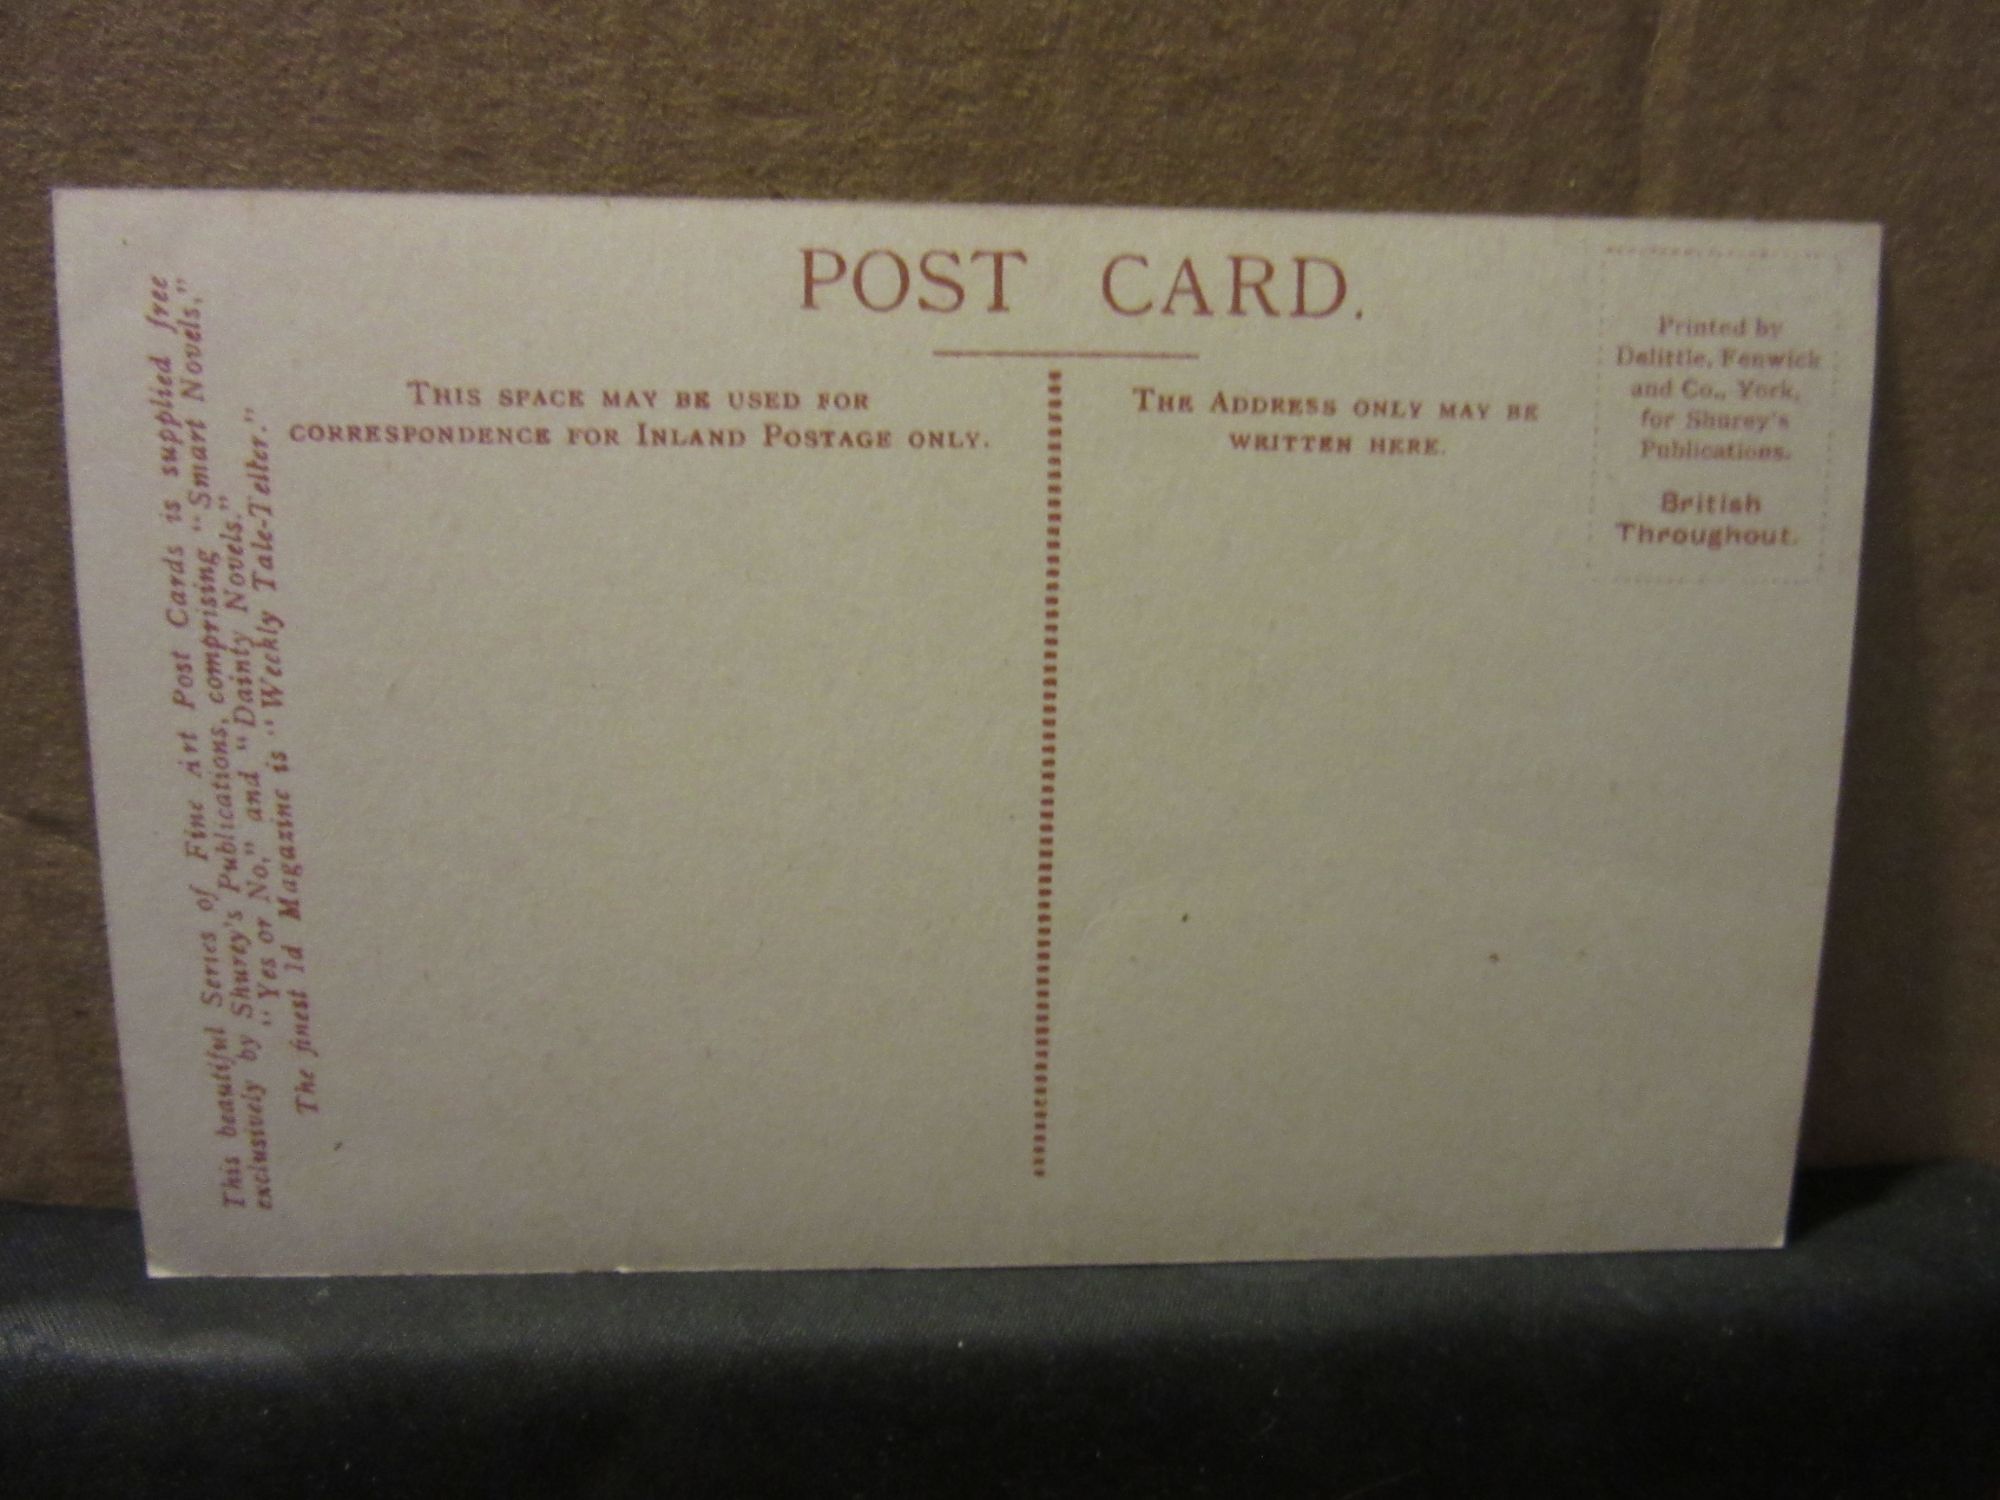 POST CARD.
THIS SPACE MAY BE USED FOR
CORRESPONDENCE FOR INLAND POSTAGE ONLY.
THE ADDRESS ONLY MAY BE
WRITTEN HERE.
Printed by
Delittle, Fenwick
and Co., York,
for Shurey's
Publications.
British
Throughout.
This beautiful Series of Fine Art Post Cards is supplied free
exclusively by Shurey's Publications, comprising "Smart Novels,"
"Yes or No," and "Dainty Novels."
The finest 1d Magazine is "Weekly Tale-Teller."